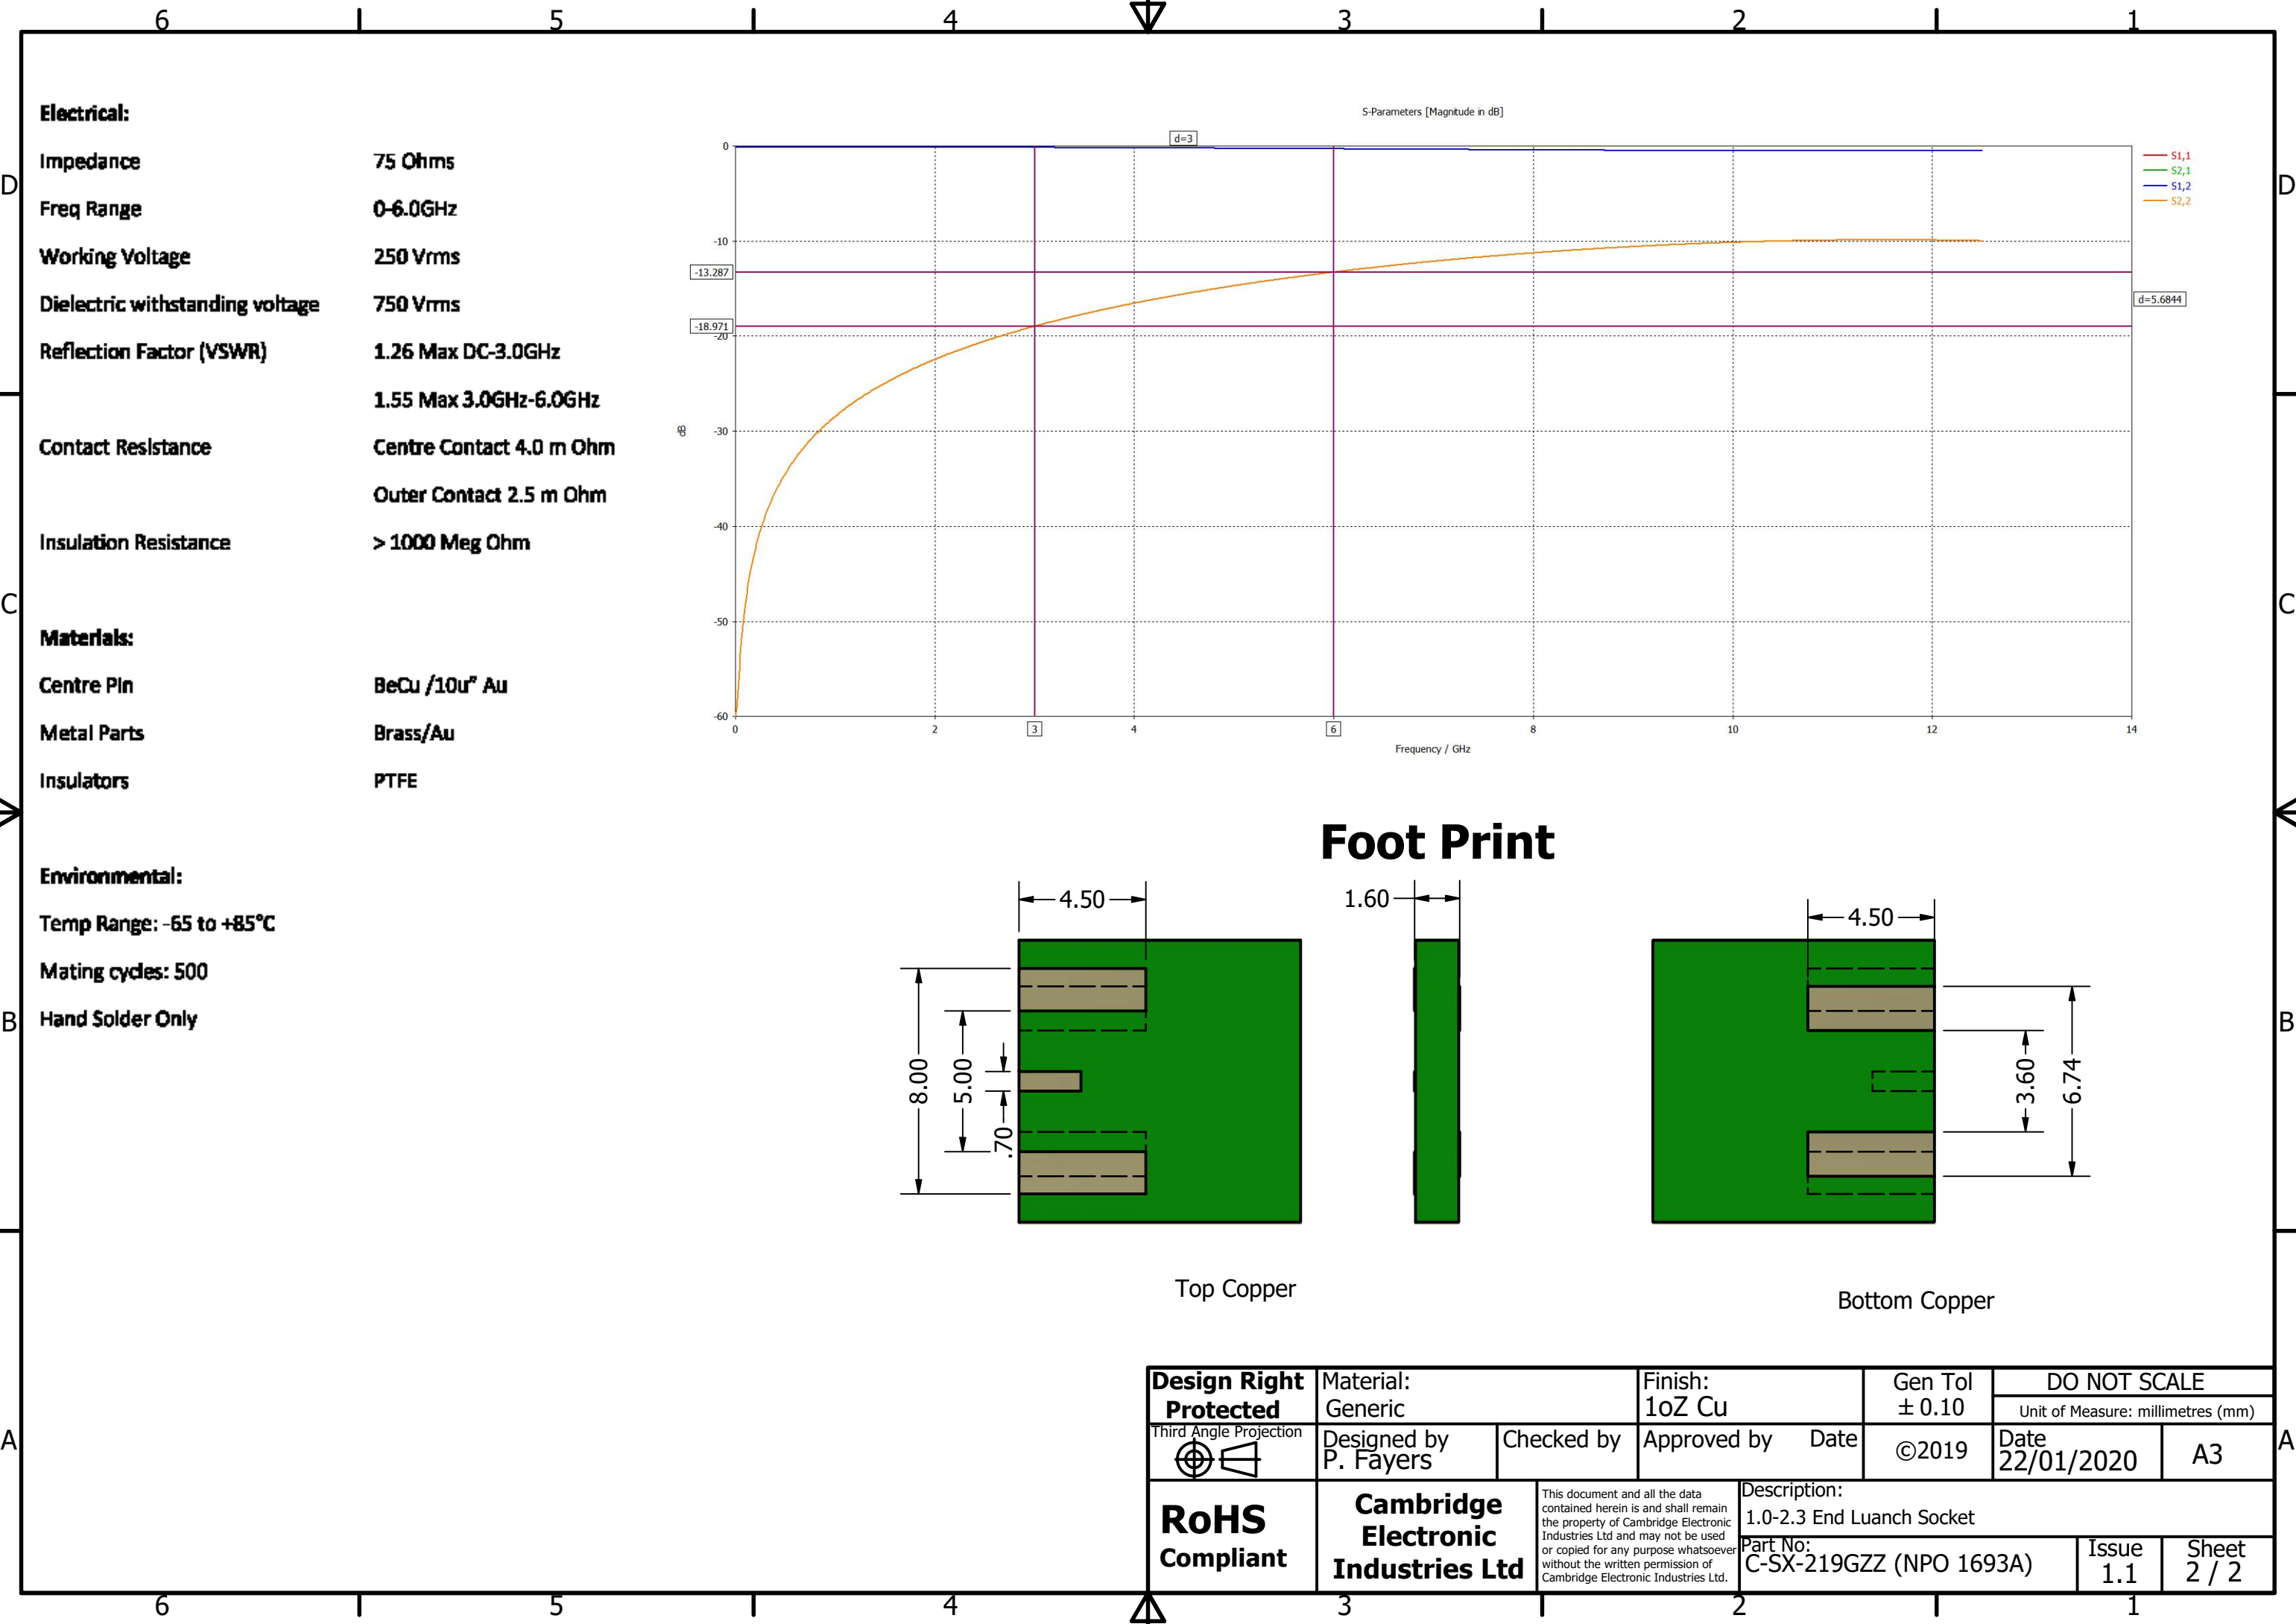 6 5 4 3 2 1
D
D
C
C
B
B
A
A
Electrical:
Impedance 75 Ohms
Freq Range 0-6.0GHz
Working Voltage 250 Vrms
Dielectric withstanding voltage 750 Vrms
Reflection Factor (VSWR) 1.26 Max DC-3.0GHz
1.55 Max 3.0GHz-6.0GHz
Contact Resistance Centre Contact 4.0 m Ohm
Outer Contact 2.5 m Ohm
Insulation Resistance > 1000 Meg Ohm
Materials:
Centre Pin BeCu /10u" Au
Metal Parts Brass/Au
Insulators PTFE
Environmental:
Temp Range: -65 to +85°C
Mating cycles: 500
Hand Solder Only
S-Parameters [Magnitude in dB]
d=3
S1,1
S2,1
S1,2
S2,2
0
-10
-13.287
d=5.6844
-18.971
-20
-30
dB
-40
-50
-60
0 2 3 4 6 8 10 12 14
Frequency / GHz
Foot Print
4.50
1.60
4.50
8.00
5.00
.70
3.60
6.74
Top Copper
Bottom Copper
Design Right
Protected
Material:
Generic
Finish:
1oZ Cu
Gen Tol
± 0.10
DO NOT SCALE
Unit of Measure: millimetres (mm)
Third Angle Projection
Designed by
P. Fayers
Checked by
Approved by Date
©2019
Date
22/01/2020
A3
RoHS
Compliant
Cambridge
Electronic
Industries Ltd
This document and all the data
contained herein is and shall remain
the property of Cambridge Electronic
Industries Ltd and may not be used
or copied for any purpose whatsoever
without the written permission of
Cambridge Electronic Industries Ltd.
Description:
1.0-2.3 End Luanch Socket
Part No:
C-SX-219GZZ (NPO 1693A)
Issue
1.1
Sheet
2 / 2
6 5 4 3 2 1